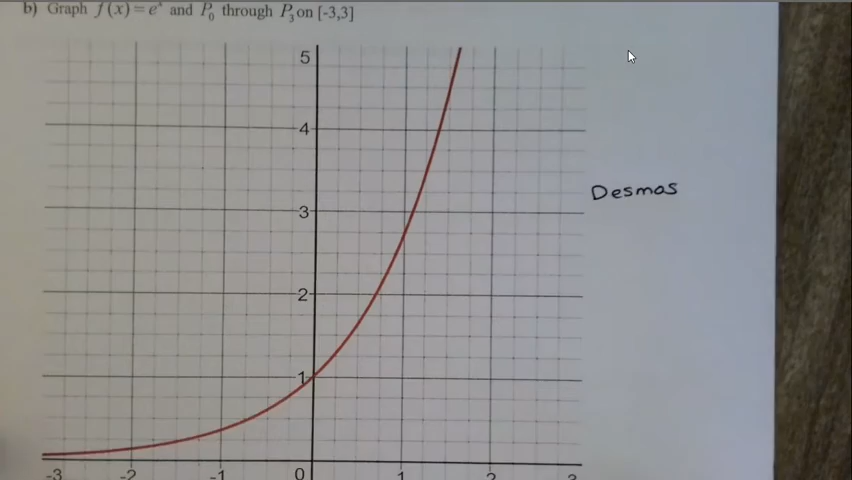 b) Graph f(x) = eˣ and P₀ through P₃ on [-3,3]
5
4
Desmos
3
2
1
-3 -2 -1 0 1 2 3